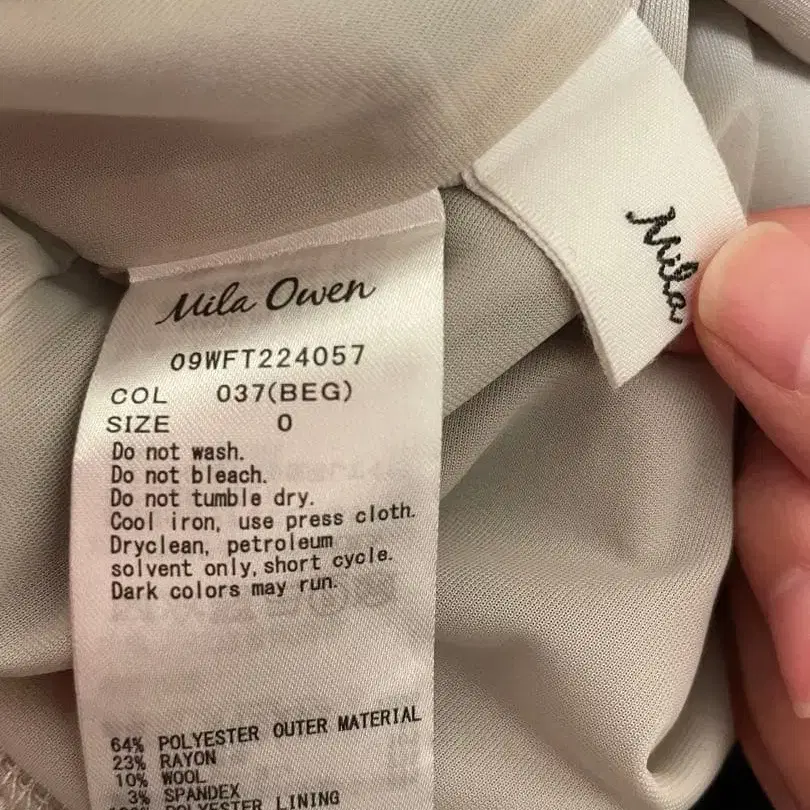 Mila Owen
09WFT224057
COL 037(BEG)
SIZE 0
Do not wash.
Do not bleach.
Do not tumble dry.
Cool iron, use press cloth.
Dryclean, petroleum
solvent only,short cycle.
Dark colors may run.
64% POLYESTER OUTER MATERIAL
23% RAYON
10% WOOL
3% SPANDEX
POLYESTER LINING
Mila